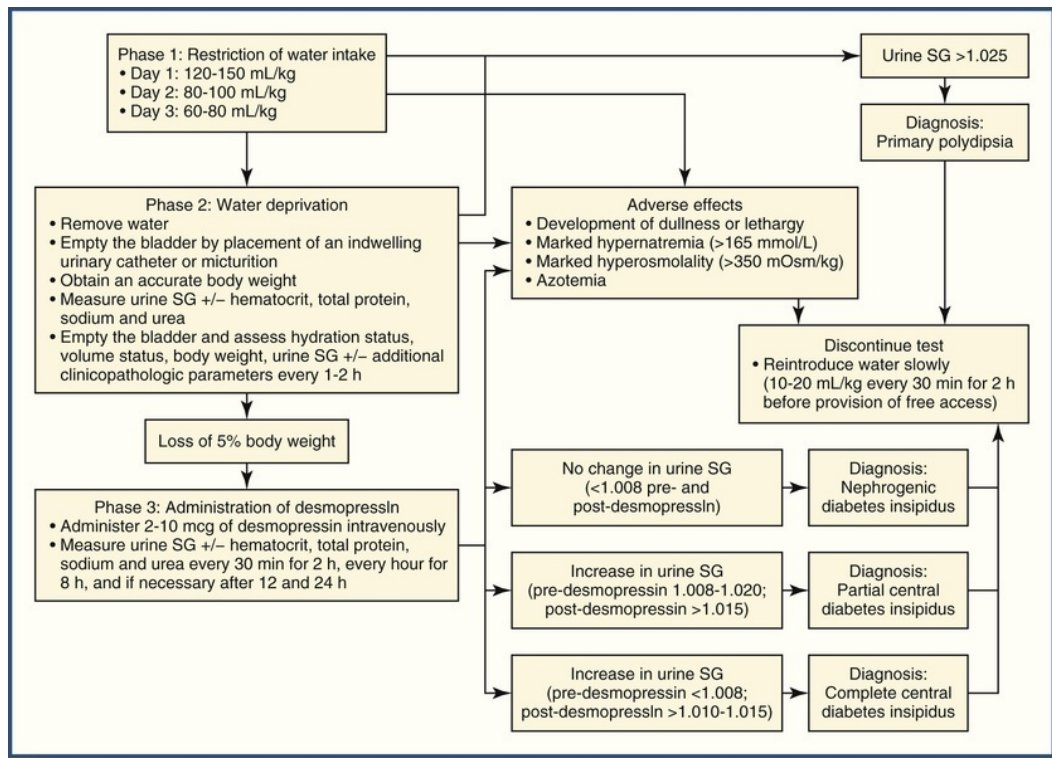 Phase 1: Restriction of water intake
• Day 1: 120-150 mL/kg
• Day 2: 80-100 mL/kg
• Day 3: 60-80 mL/kg
Urine SG >1.025
Diagnosis:
Primary polydipsia
Phase 2: Water deprivation
• Remove water
• Empty the bladder by placement of an indwelling
urinary catheter or micturition
• Obtain an accurate body weight
• Measure urine SG +/− hematocrit, total protein,
sodium and urea
• Empty the bladder and assess hydration status,
volume status, body weight, urine SG +/− additional
clinicopathologic parameters every 1-2 h
Adverse effects
• Development of dullness or lethargy
• Marked hypernatremia (>165 mmol/L)
• Marked hyperosmolality (>350 mOsm/kg)
• Azotemia
Discontinue test
• Reintroduce water slowly
(10-20 mL/kg every 30 min for 2 h
before provision of free access)
Loss of 5% body weight
Phase 3: Administration of desmopressln
• Administer 2-10 mcg of desmopressin intravenously
• Measure urine SG +/− hematocrit, total protein,
sodium and urea every 30 min for 2 h, every hour for
8 h, and if necessary after 12 and 24 h
No change in urine SG
(<1.008 pre- and
post-desmopressln)
Diagnosis:
Nephrogenic
diabetes insipidus
Increase in urine SG
(pre-desmopressin 1.008-1.020;
post-desmopressin >1.015)
Diagnosis:
Partial central
diabetes insipidus
Increase in urine SG
(pre-desmopressin <1.008;
post-desmopressln >1.010-1.015)
Diagnosis:
Complete central
diabetes insipidus